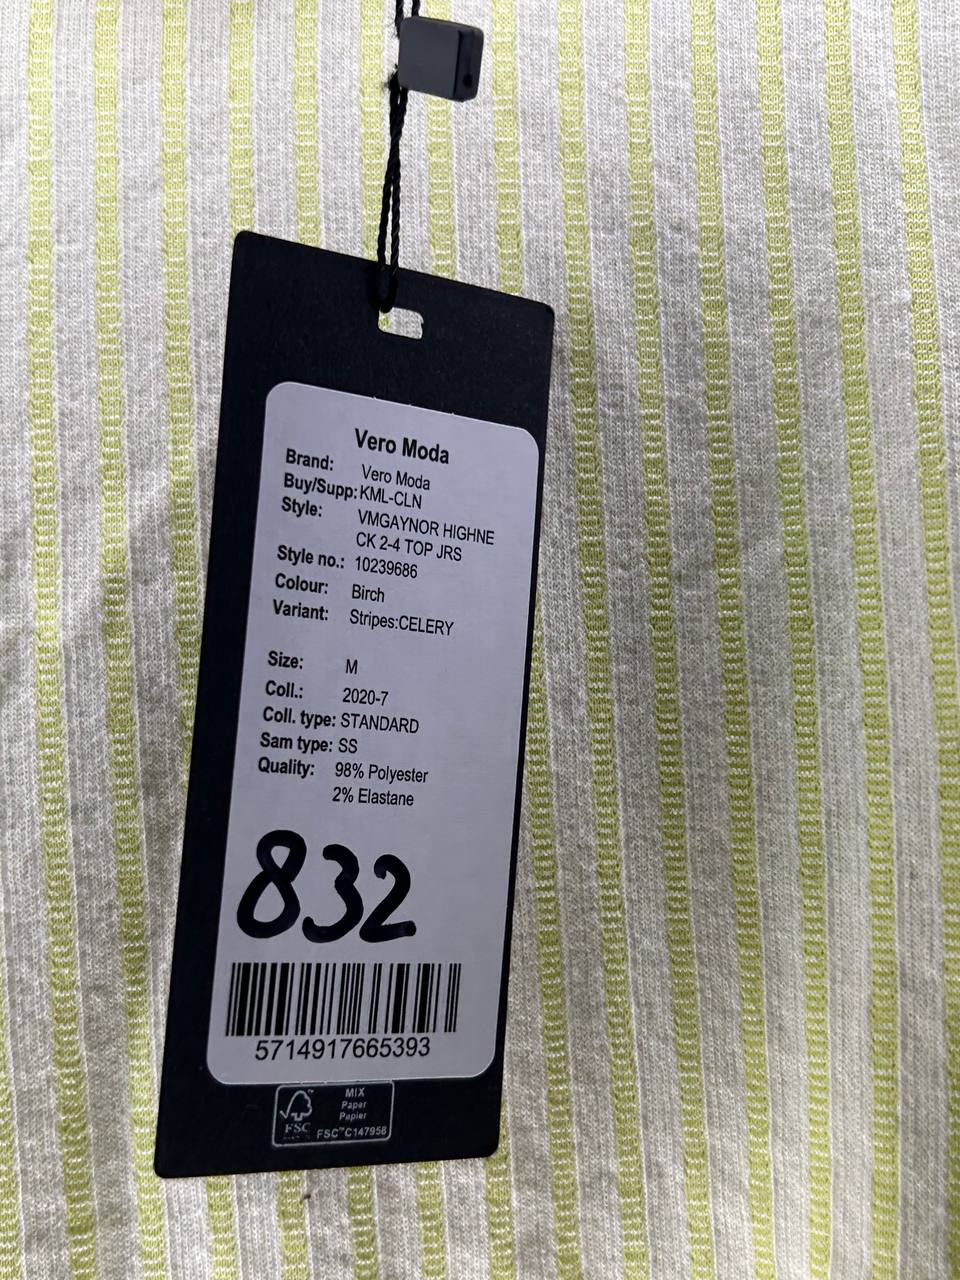 Vero Moda
Brand: Vero Moda
Buy/Supp: KML-CLN
Style: VMGAYNOR HIGHNE
CK 2-4 TOP JRS
Style no.: 10239686
Colour: Birch
Variant: Stripes:CELERY
Size: M
Coll.: 2020-7
Coll. type: STANDARD
Sam type: SS
Quality: 98% Polyester
2% Elastane
832
5714917665393
MIX
Paper
Papier
FSC
FSC™ C147958